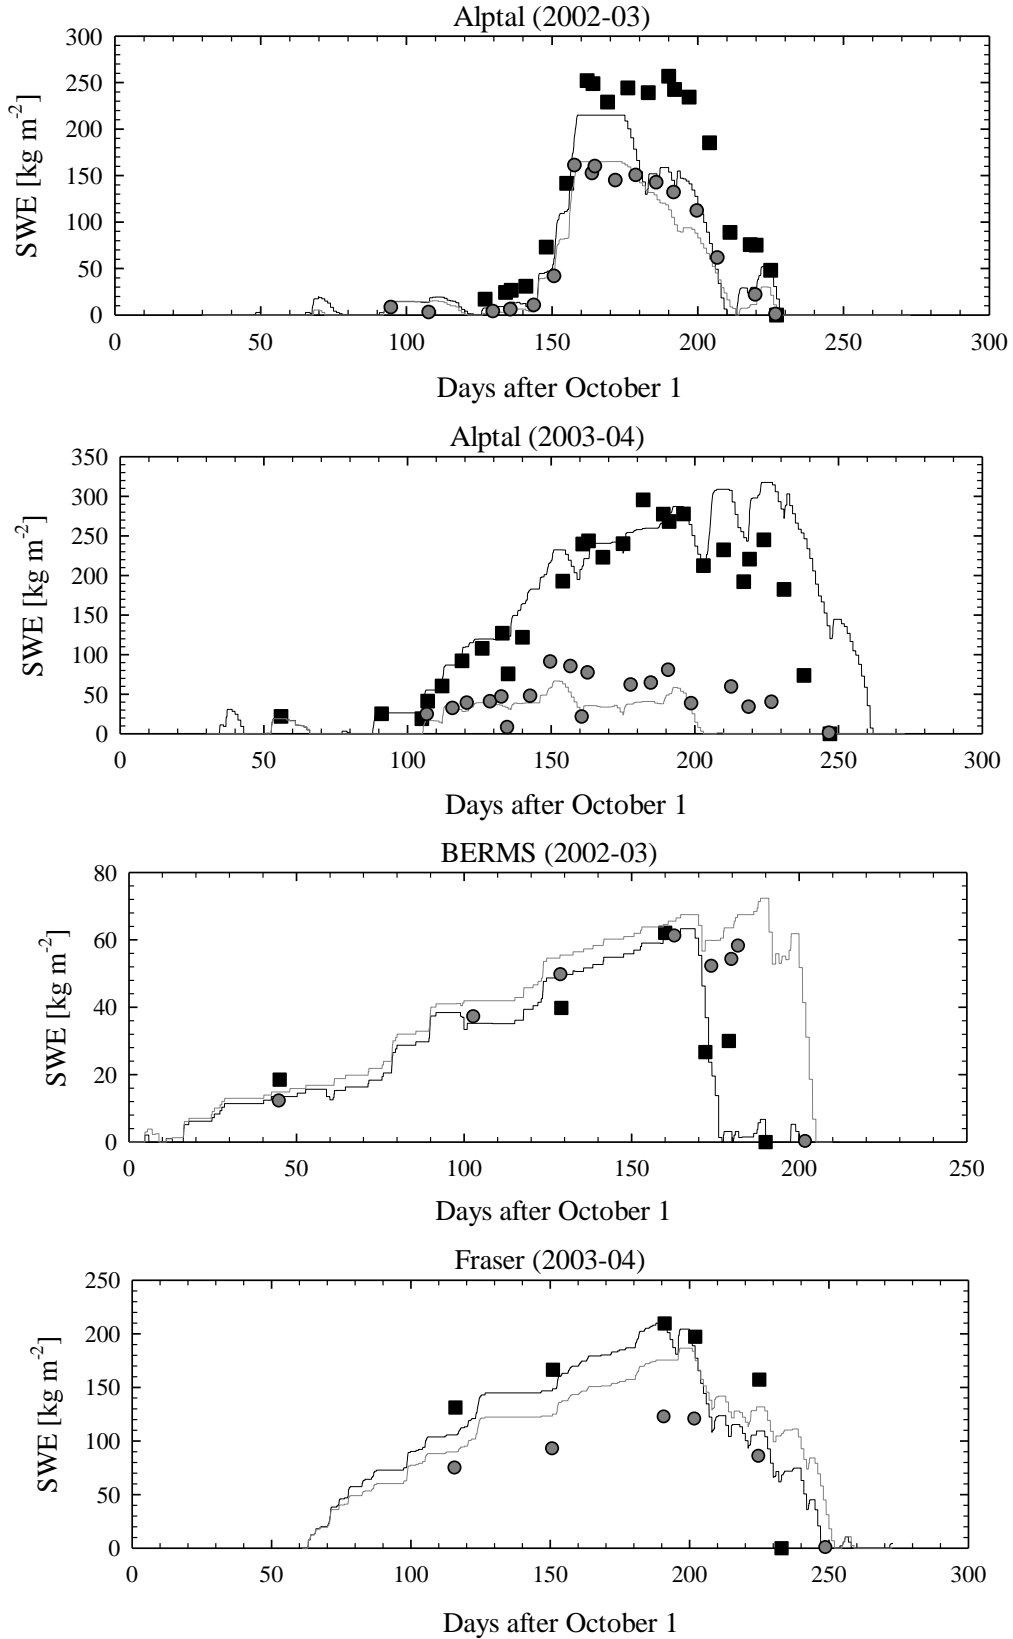 Alptal (2002-03)
300
250
200
150
100
50
0
SWE [kg m-2]
0 50 100 150 200 250 300
Days after October 1
Alptal (2003-04)
350
300
250
200
150
100
50
0
SWE [kg m-2]
0 50 100 150 200 250 300
Days after October 1
BERMS (2002-03)
80
60
40
20
0
SWE [kg m-2]
0 50 100 150 200 250
Days after October 1
Fraser (2003-04)
250
200
150
100
50
0
SWE [kg m-2]
0 50 100 150 200 250 300
Days after October 1